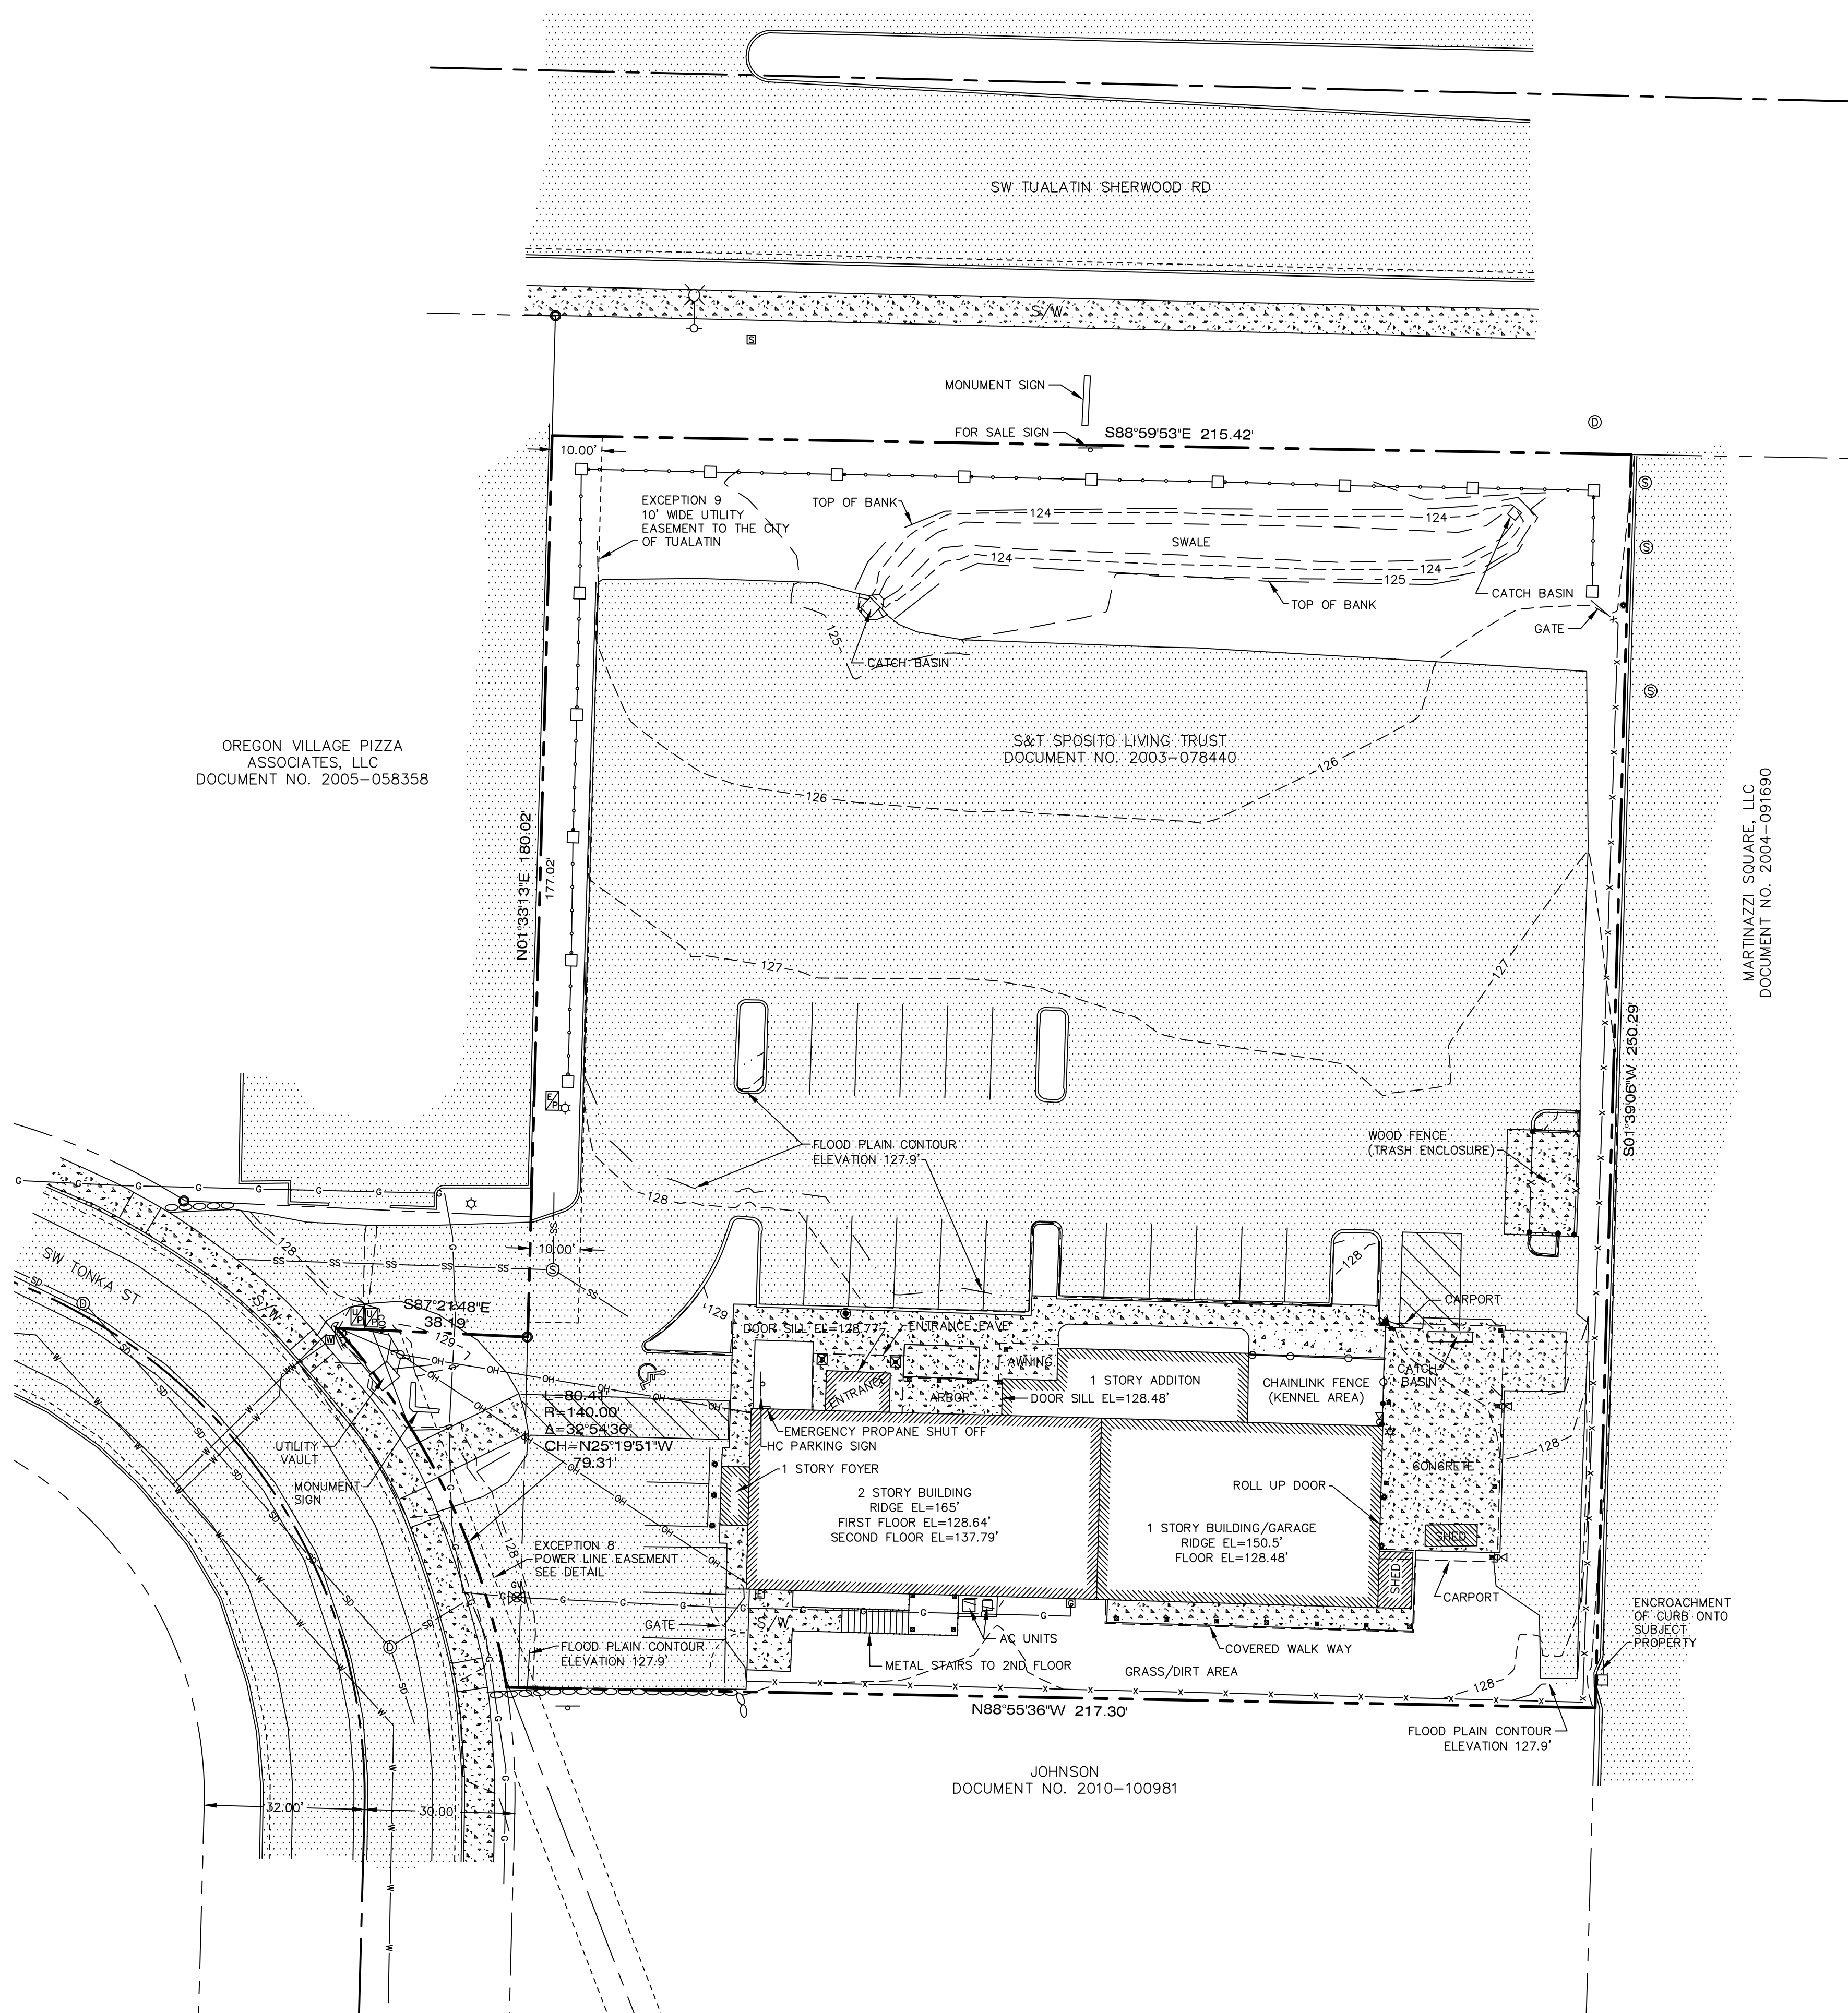 SW TUALATIN SHERWOOD RD
S/W
S
MONUMENT SIGN
D
FOR SALE SIGN
S88°59'53"E 215.42'
10.00'
S
EXCEPTION 9
10' WIDE UTILITY
EASEMENT TO THE CITY
OF TUALATIN
TOP OF BANK
124
124
SWALE
S
124
124
125
TOP OF BANK
CATCH BASIN
GATE
125
CATCH BASIN
S
OREGON VILLAGE PIZZA
ASSOCIATES, LLC
DOCUMENT NO. 2005-058358
S&T SPOSITO LIVING TRUST
DOCUMENT NO. 2003-078440
126
126
MARTINAZZI SQUARE, LLC
DOCUMENT NO. 2004-091690
N01°33'13"E 180.02'
177.02'
127
127
S01°39'06"W 250.29'
E/P
FLOOD PLAIN CONTOUR
ELEVATION 127.9'
WOOD FENCE
(TRASH ENCLOSURE)
128
SW TONKA ST
128
10.00'
S
128
S/W
S87°21'48"E
38.19'
129
129
CARPORT
DOOR SILL EL=128.77'
ENTRANCE EAVE
AWNING
CATCH
BASIN
ENTRANCE
ARBOR
1 STORY ADDITON
DOOR SILL EL=128.48'
CHAINLINK FENCE
(KENNEL AREA)
L=80.41'
R=140.00'
Δ=32°54'36"
CH=N25°19'51"W
79.31'
EMERGENCY PROPANE SHUT OFF
HC PARKING SIGN
UTILITY
VAULT
MONUMENT
SIGN
1 STORY FOYER
128
CONCRETE
ROLL UP DOOR
2 STORY BUILDING
RIDGE EL=165'
FIRST FLOOR EL=128.64'
SECOND FLOOR EL=137.79'
1 STORY BUILDING/GARAGE
RIDGE EL=150.5'
FLOOR EL=128.48'
SHED
SHED
EXCEPTION 8
POWER LINE EASEMENT
SEE DETAIL
128
CARPORT
GV
GATE
S/W
AC UNITS
COVERED WALK WAY
ENCROACHMENT
OF CURB ONTO
SUBJECT
PROPERTY
FLOOD PLAIN CONTOUR
ELEVATION 127.9'
METAL STAIRS TO 2ND FLOOR
GRASS/DIRT AREA
128
N88°55'36"W 217.30'
FLOOD PLAIN CONTOUR
ELEVATION 127.9'
JOHNSON
DOCUMENT NO. 2010-100981
32.00'
30.00'